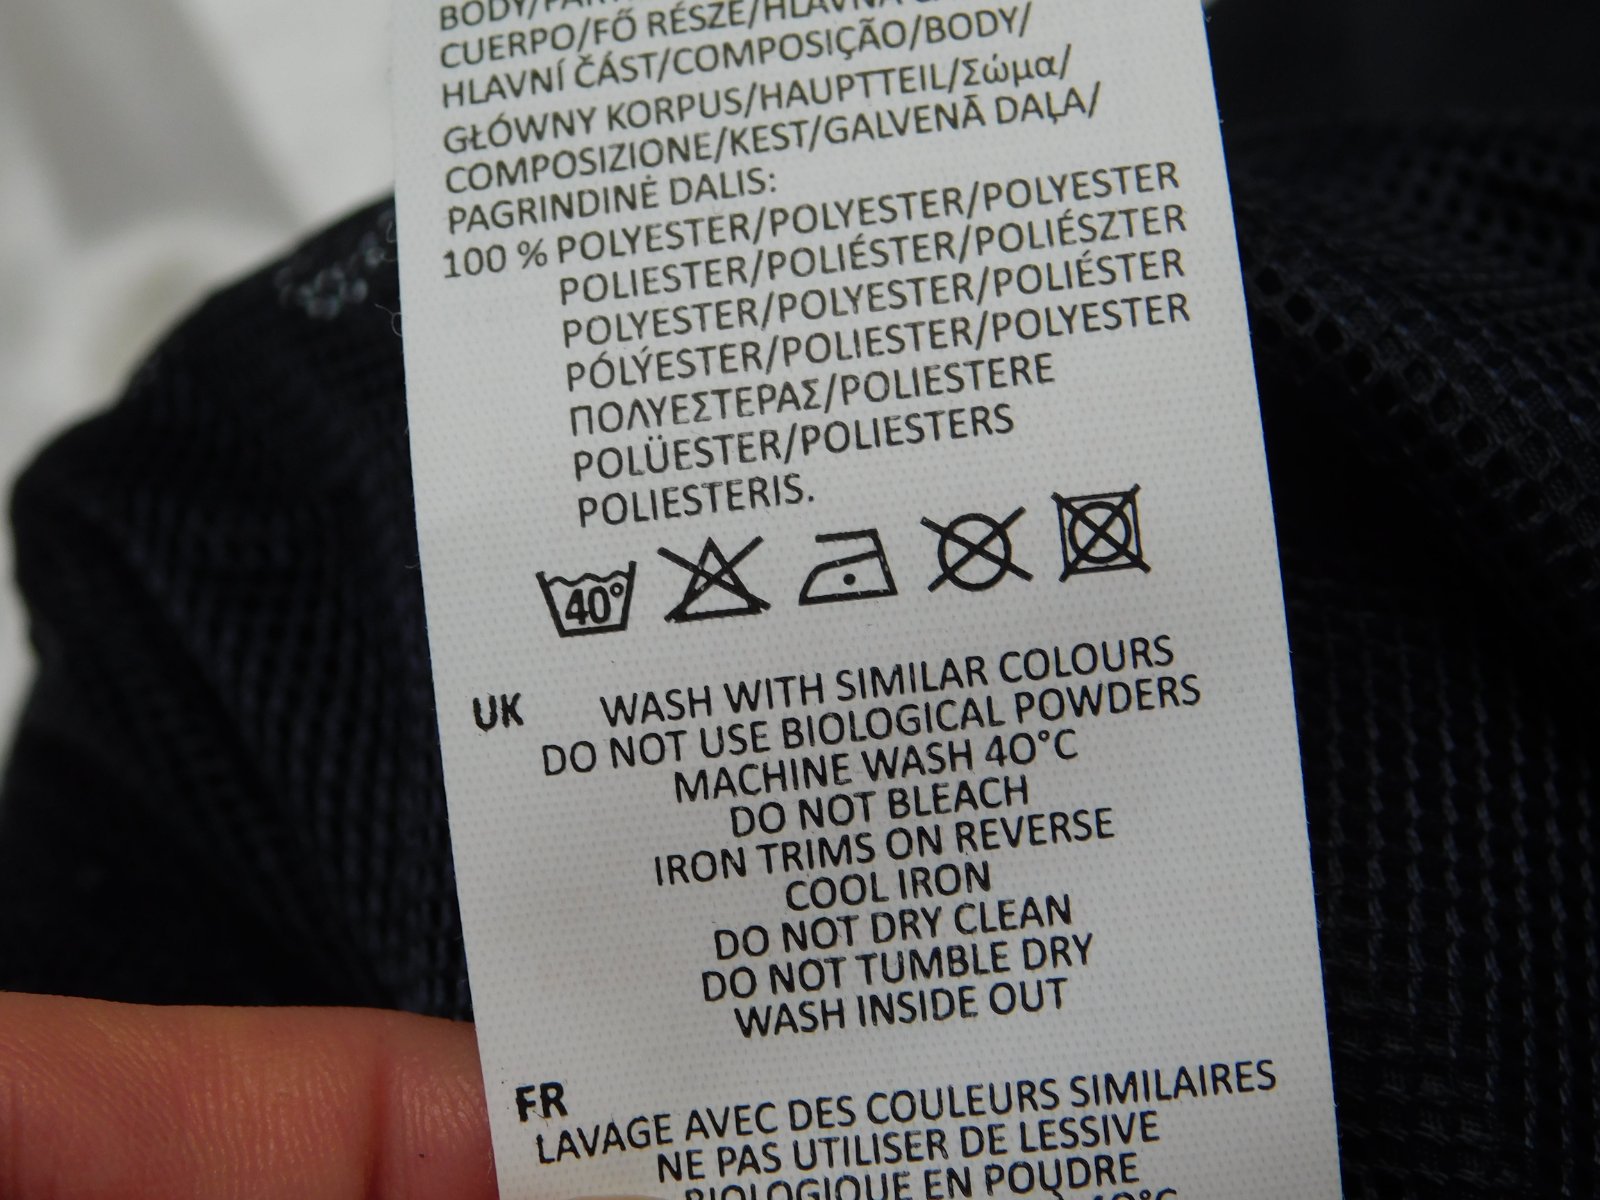 BODY/
CUERPO/FŐ RÉSZE/HLAVNÁ
HLAVNÍ ČÁST/COMPOSIÇÃO/BODY/
GŁÓWNY KORPUS/HAUPTTEIL/Σώμα/
COMPOSIZIONE/KEST/GALVENĀ DAĻA/
PAGRINDINĖ DALIS:
100 % POLYESTER/POLYESTER/POLYESTER
POLIESTER/POLIÉSTER/POLIÉSZTER
POLYESTER/POLYESTER/POLIÉSTER
PÓLÝESTER/POLIESTER/POLYESTER
ΠΟΛΥΕΣΤΕΡΑΣ/POLIESTERE
POLÜESTER/POLIESTERS
POLIESTERIS.
40°
UK WASH WITH SIMILAR COLOURS
DO NOT USE BIOLOGICAL POWDERS
MACHINE WASH 40°C
DO NOT BLEACH
IRON TRIMS ON REVERSE
COOL IRON
DO NOT DRY CLEAN
DO NOT TUMBLE DRY
WASH INSIDE OUT
FR
LAVAGE AVEC DES COULEURS SIMILAIRES
NE PAS UTILISER DE LESSIVE
BIOLOGIQUE EN POUDRE
40°C